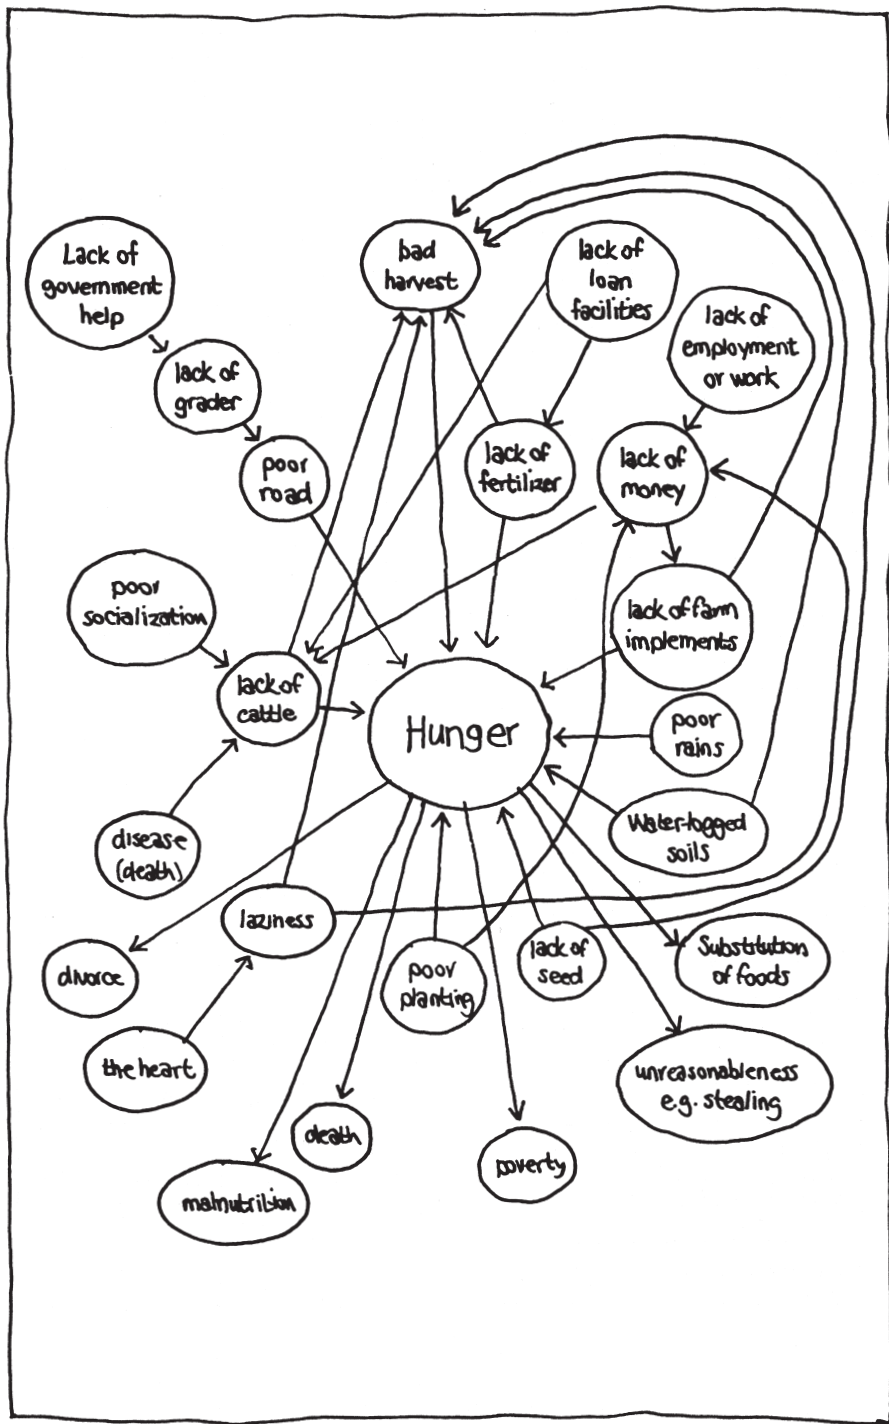 Lack of
government
help
bad
harvest
lack of
loan
facilities
lack of
employment
or work
lack of
grader
poor
road
lack of
fertilizer
lack of
money
poor
socialization
lack of farm
implements
lack of
cattle
Hunger
poor
rains
disease
(death)
Water-logged
soils
laziness
divorce
poor
planting
lack of
seed
Substitution
of foods
the heart
unreasonableness
e.g. stealing
death
poverty
malnutrition